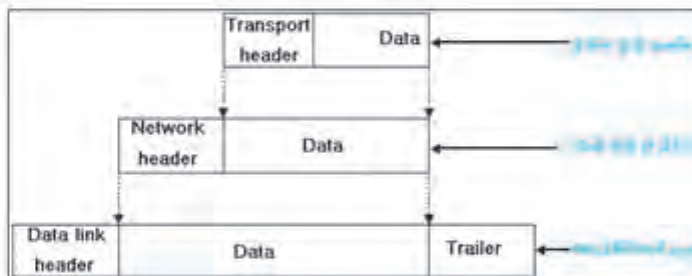 Transport
header
Data
Network
header
Data
Data link
header
Data
Trailer